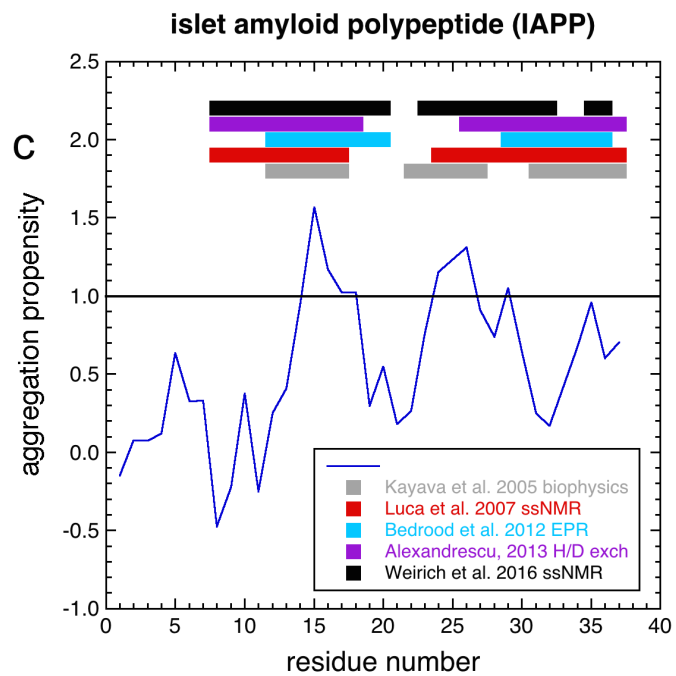 islet amyloid polypeptide (IAPP)
C
aggregation propensity
2.5
2.0
1.5
1.0
0.5
0.0
-0.5
-1.0
Kayava et al. 2005 biophysics
Luca et al. 2007 ssNMR
Bedrood et al. 2012 EPR
Alexandrescu, 2013 H/D exch
Weirich et al. 2016 ssNMR
0 5 10 15 20 25 30 35 40
residue number